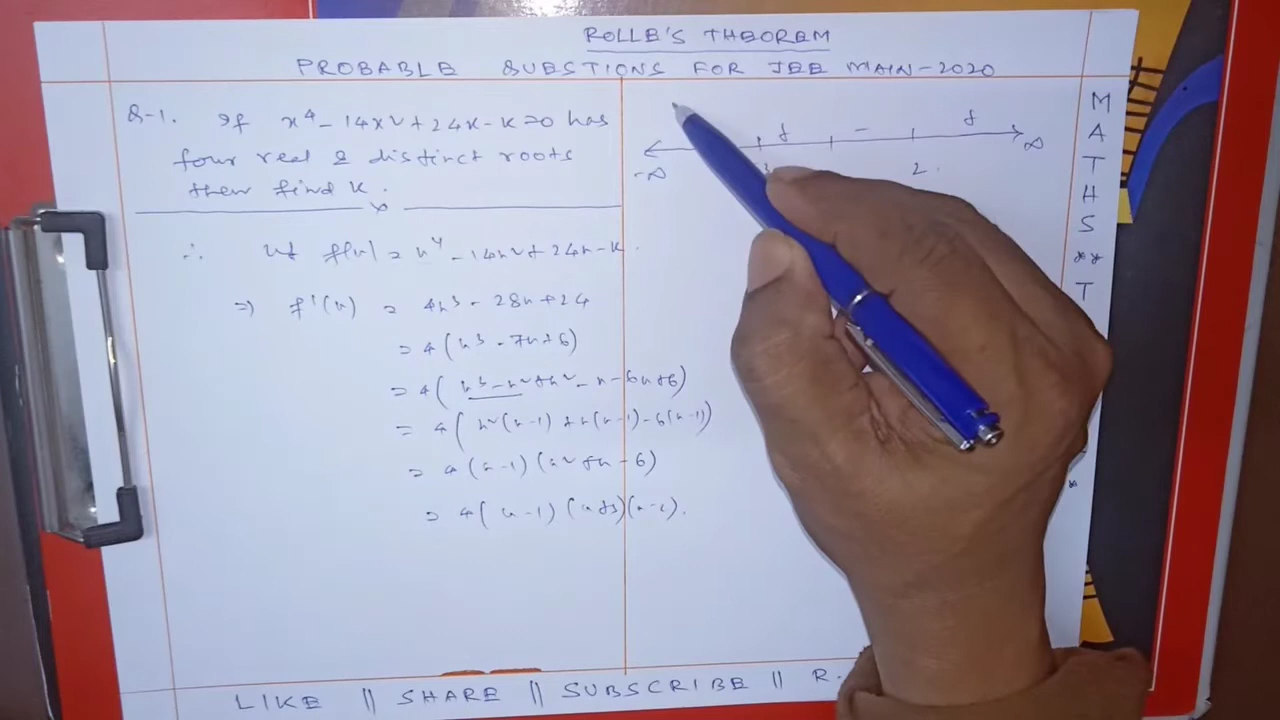 ROLLE'S THEOREM
PROBABLE QUESTIONS FOR JEE MAIN-2020
Q-1. If x⁴-14x²+24x-k=0 has
four real & distinct roots
then find k.
∴ Let f(x) = x⁴-14x²+24x-k.
⇒ f'(x) = 4x³-28x+24
= 4(x³-7x+6)
= 4(x³-x²+x²-x-6x+6)
= 4(x²(x-1)+x(x-1)-6(x-1))
= 4(x-1)(x²+x-6)
= 4(x-1)(x+3)(x-2).
+ - +
-∞ 2 ∞
MATHS**T
LIKE || SHARE || SUBSCRIBE || R.